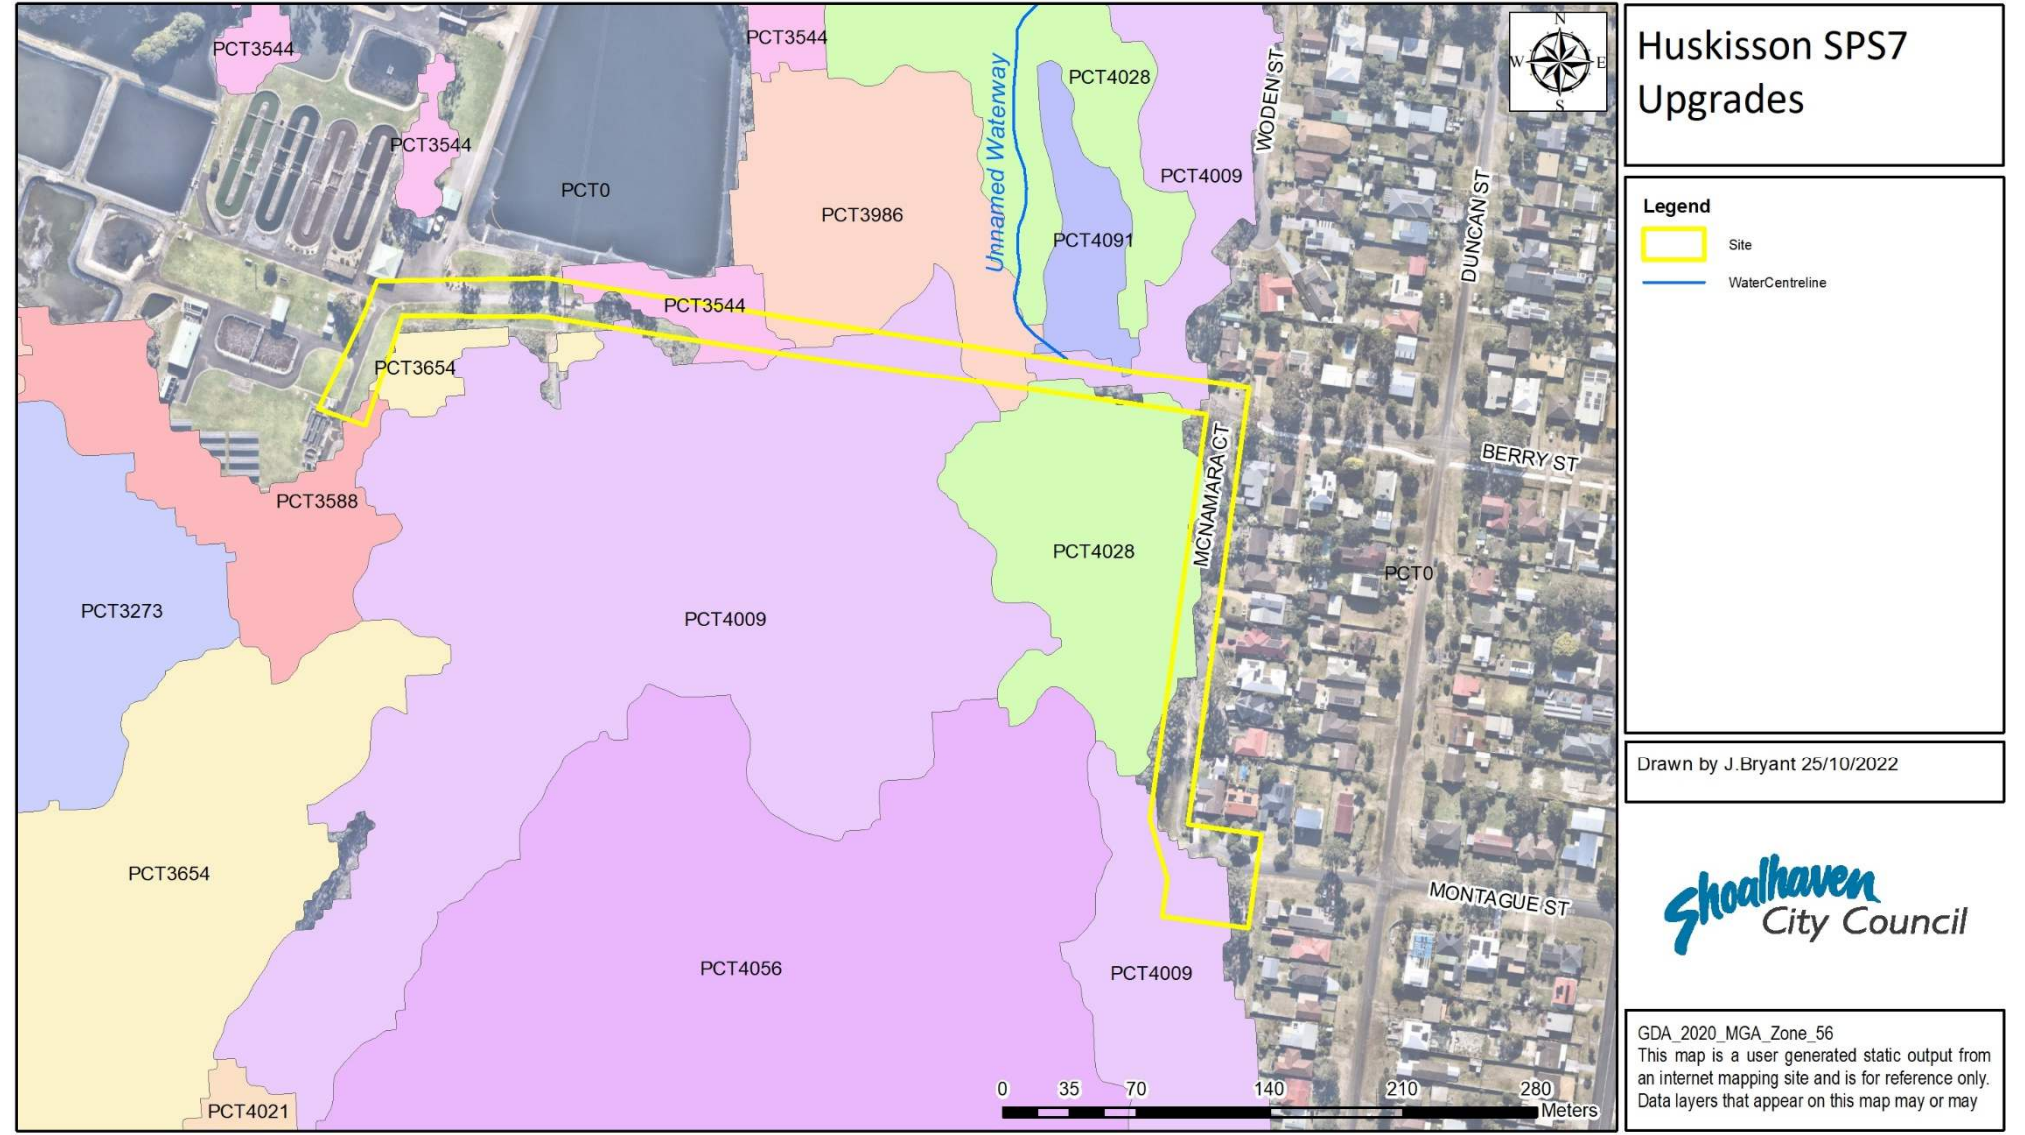 PCT3544
PCT3544
PCT4028
N
W E
S
WODEN ST
PCT3544
PCT0
Unnamed Waterway
PCT4009
PCT3986
DUNCAN ST
PCT4091
PCT3544
PCT3654
MCNAMARA CT
BERRY ST
PCT3588
PCT4028
PCT0
PCT3273
PCT4009
PCT3654
MONTAGUE ST
PCT4056
PCT4009
PCT4021
0 35 70 140 210 280
Meters
Huskisson SPS7
Upgrades
Legend
Site
WaterCentreline
Drawn by J.Bryant 25/10/2022
Shoalhaven
City Council
GDA_2020_MGA_Zone_56
This map is a user generated static output from
an internet mapping site and is for reference only.
Data layers that appear on this map may or may